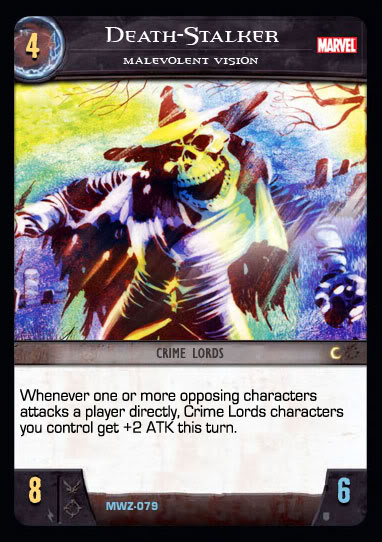 4
Death-Stalker
MALEVOLENT VISION
MARVEL
CRIME LORDS
C
Whenever one or more opposing characters
attacks a player directly, Crime Lords characters
you control get +2 ATK this turn.
8
MWZ-079
6